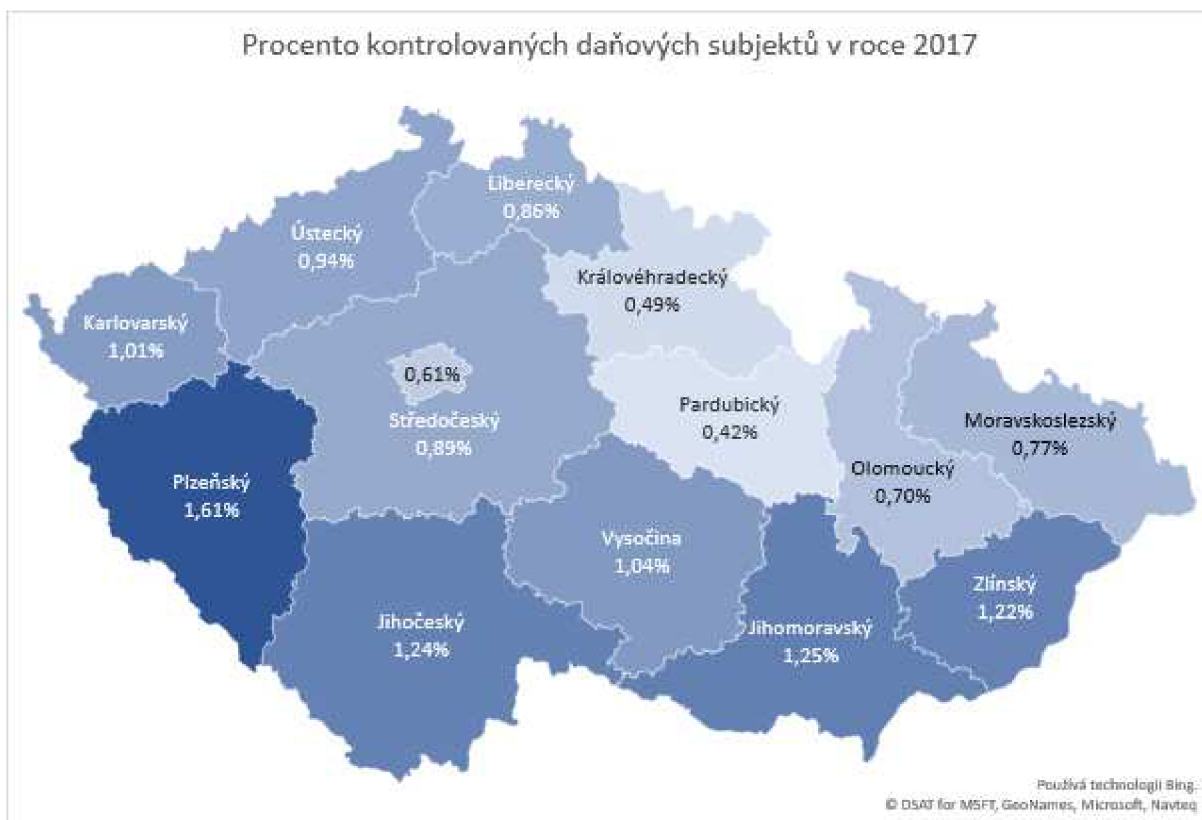 Procento kontrolovaných daňových subjektů v roce 2017
Liberecký
0,86%
Ústecký
0,94%
Královéhradecký
0,49%
Karlovarský
1,01%
0,61%
Středočeský
0,89%
Pardubický
0,42%
Moravskoslezský
0,77%
Olomoucký
0,70%
Plzeňský
1,61%
Vysočina
1,04%
Zlínský
1,22%
Jihočeský
1,24%
Jihomoravský
1,25%
Používá technologii Bing.
© DSAT for MSFT, GeoNames, Microsoft, Navteq